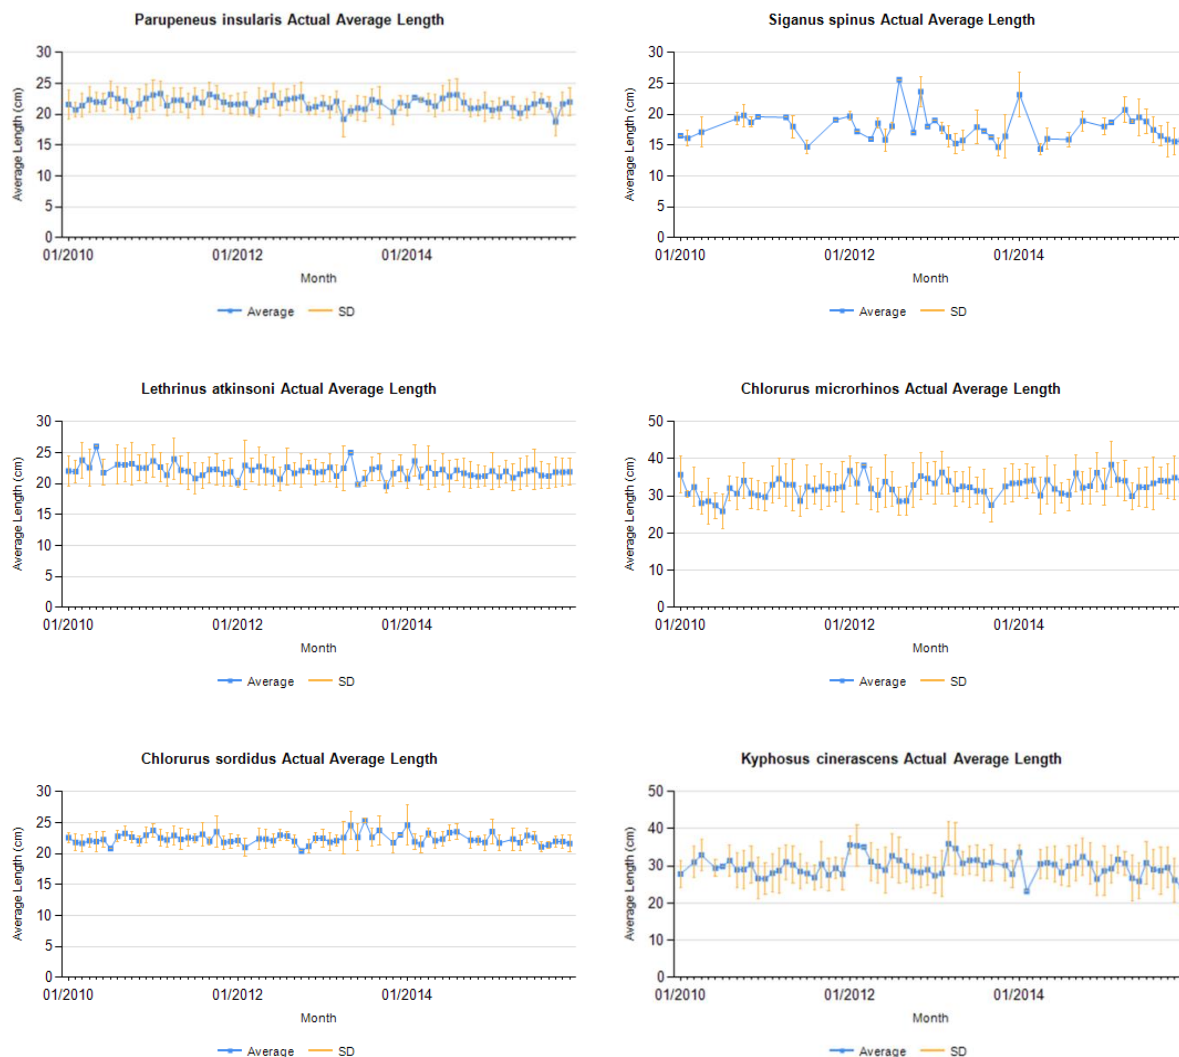 Parupeneus insularis Actual Average Length
30
25
20
15
10
5
0
Average Length (cm)
01/2010
01/2012
01/2014
Month
Average
SD
Siganus spinus Actual Average Length
30
25
20
15
10
5
0
Average Length (cm)
01/2010
01/2012
01/2014
Month
Average
SD
Lethrinus atkinsoni Actual Average Length
30
25
20
15
10
5
0
Average Length (cm)
01/2010
01/2012
01/2014
Month
Average
SD
Chlorurus microrhinos Actual Average Length
50
40
30
20
10
0
Average Length (cm)
01/2010
01/2012
01/2014
Month
Average
SD
Chlorurus sordidus Actual Average Length
30
25
20
15
10
5
0
Average Length (cm)
01/2010
01/2012
01/2014
Month
Average
SD
Kyphosus cinerascens Actual Average Length
50
40
30
20
10
0
Average Length (cm)
01/2010
01/2012
01/2014
Month
Average
SD